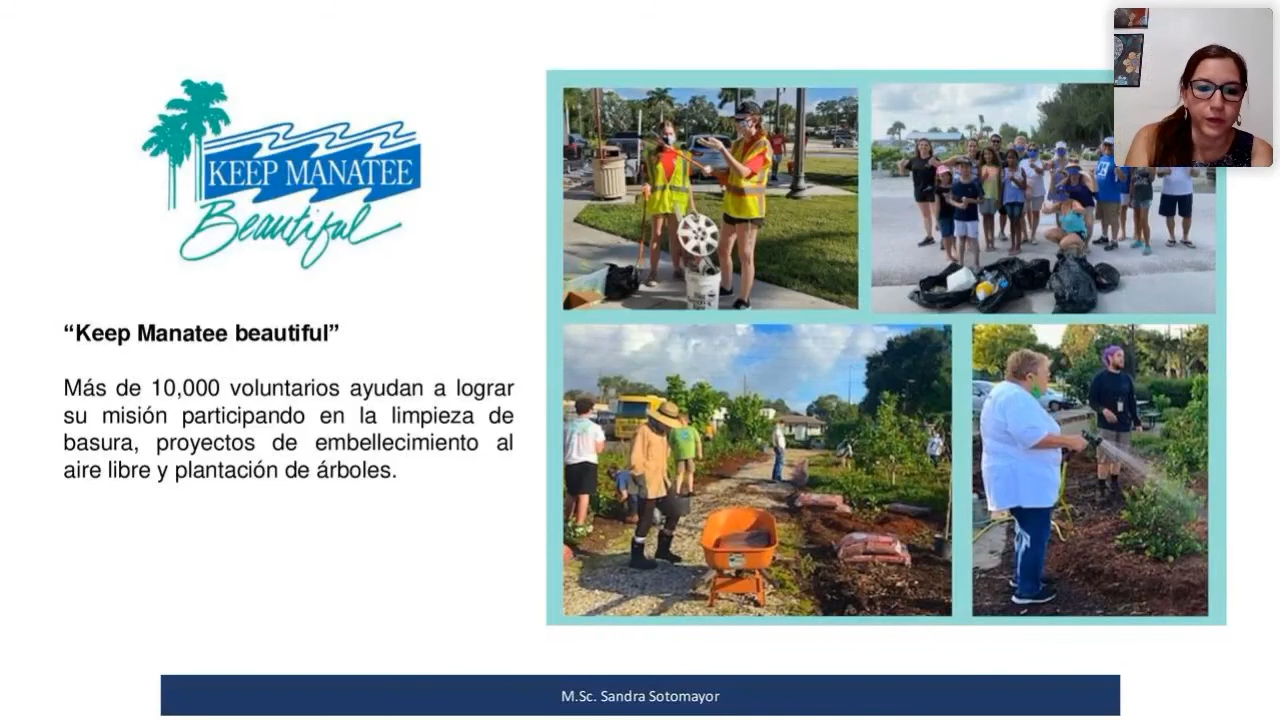 KEEP MANATEE
Beautiful
“Keep Manatee beautiful”
Más de 10,000 voluntarios ayudan a lograr
su misión participando en la limpieza de
basura, proyectos de embellecimiento al
aire libre y plantación de árboles.
M.Sc. Sandra Sotomayor